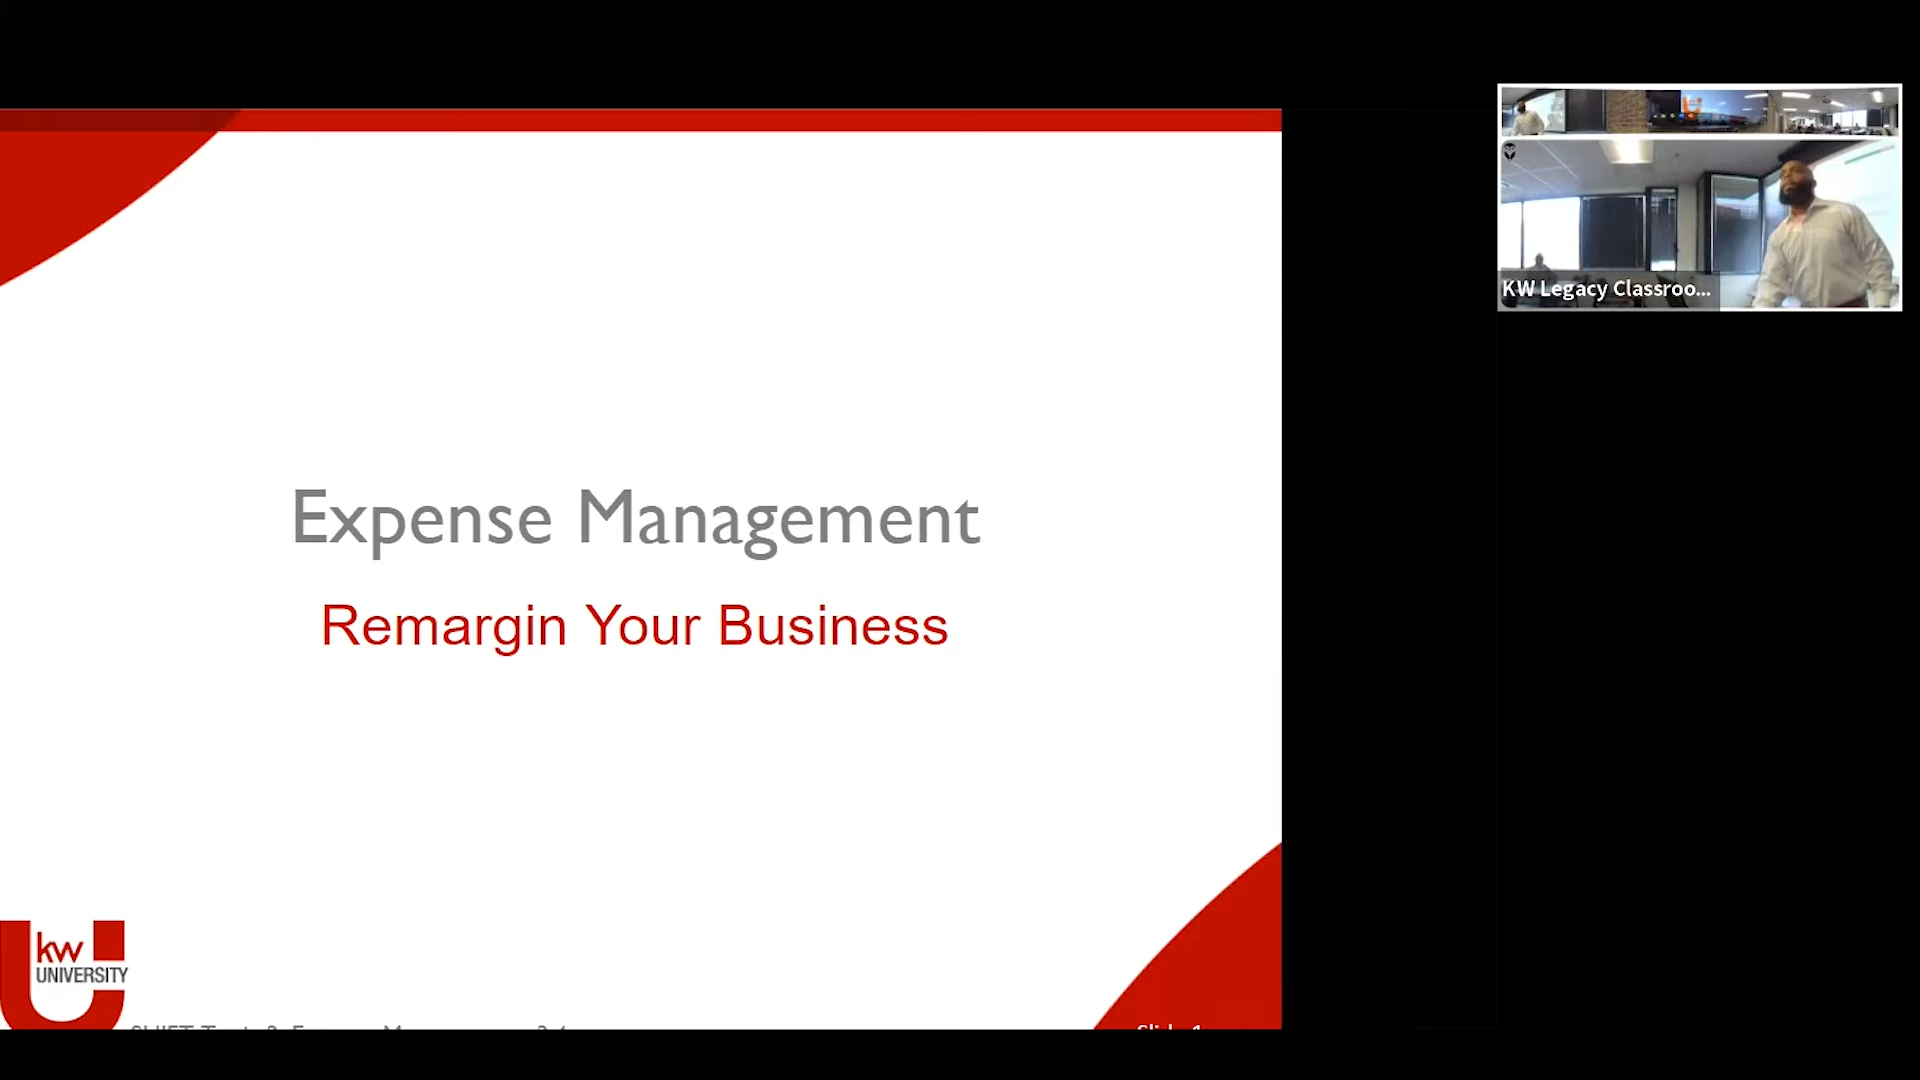 Expense Management
Remargin Your Business
kw
UNIVERSITY
KW Legacy Classroo...